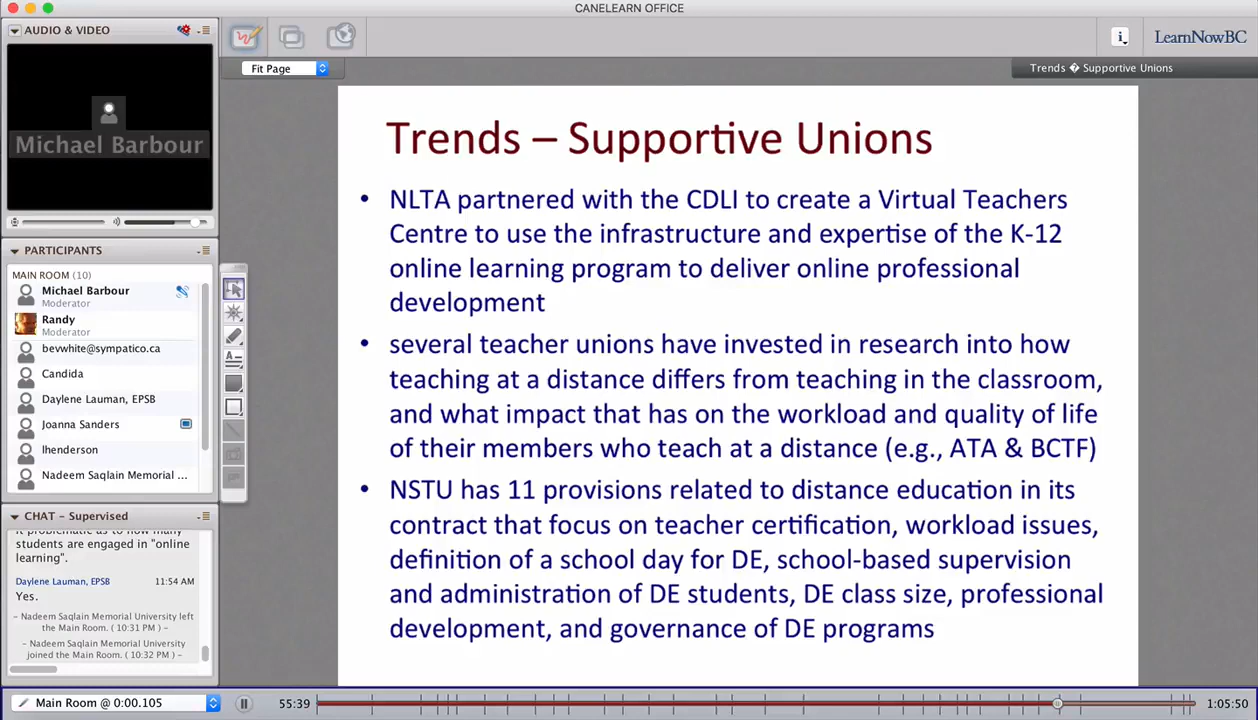 CANELEARN OFFICE
AUDIO & VIDEO
Michael Barbour
PARTICIPANTS
MAIN ROOM (10)
Michael Barbour
Moderator
Randy
Moderator
bevwhite@sympatico.ca
Candida
Daylene Lauman, EPSB
Joanna Sanders
lhenderson
Nadeem Saqlain Memorial ...
CHAT – Supervised
it problematic as to how many
students are engaged in "online
learning".
Daylene Lauman, EPSB 11:54 AM
Yes.
– Nadeem Saqlain Memorial University left
the Main Room. ( 10:31 PM ) –
– Nadeem Saqlain Memorial University
joined the Main Room. ( 10:32 PM ) –
Fit Page
i
LearnNowBC
Trends � Supportive Unions
Trends – Supportive Unions
• NLTA partnered with the CDLI to create a Virtual Teachers
Centre to use the infrastructure and expertise of the K-12
online learning program to deliver online professional
development
• several teacher unions have invested in research into how
teaching at a distance differs from teaching in the classroom,
and what impact that has on the workload and quality of life
of their members who teach at a distance (e.g., ATA & BCTF)
• NSTU has 11 provisions related to distance education in its
contract that focus on teacher certification, workload issues,
definition of a school day for DE, school-based supervision
and administration of DE students, DE class size, professional
development, and governance of DE programs
Main Room @ 0:00.105
55:39
1:05:50